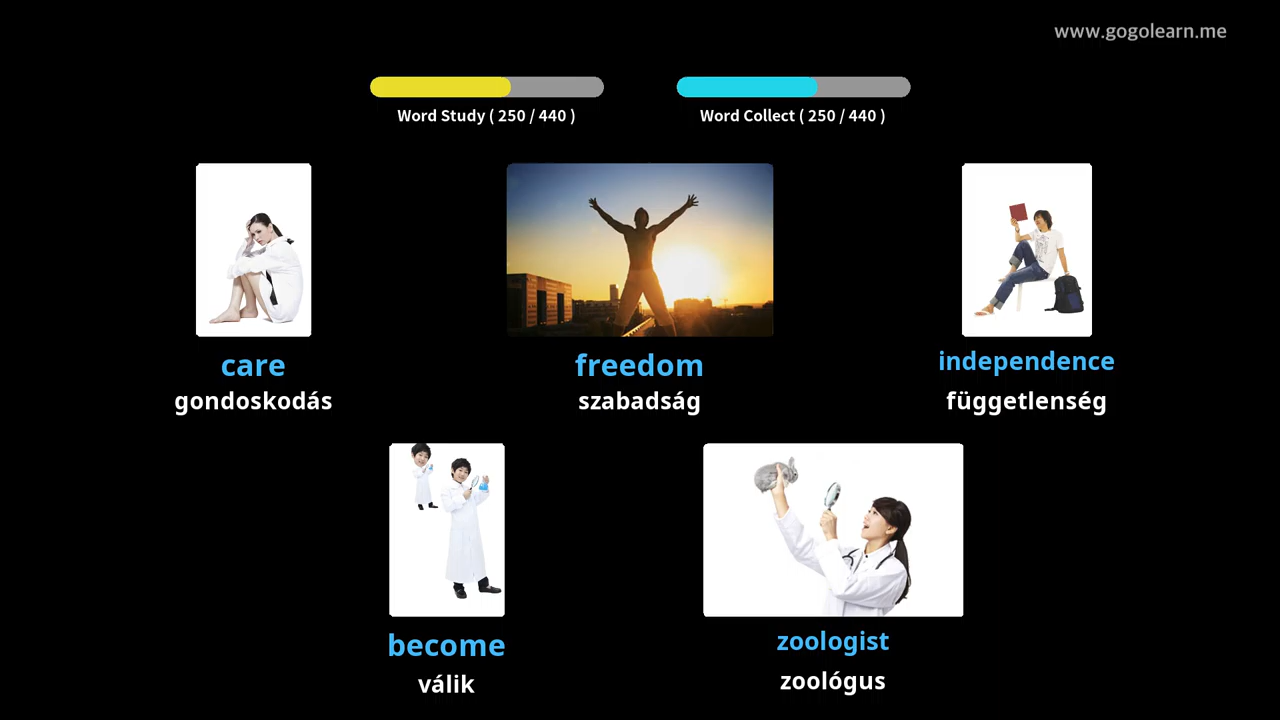 www.gogolearn.me
Word Study ( 250 / 440 )
Word Collect ( 250 / 440 )
care
gondoskodás
freedom
szabadság
independence
függetlenség
become
válik
zoologist
zoológus